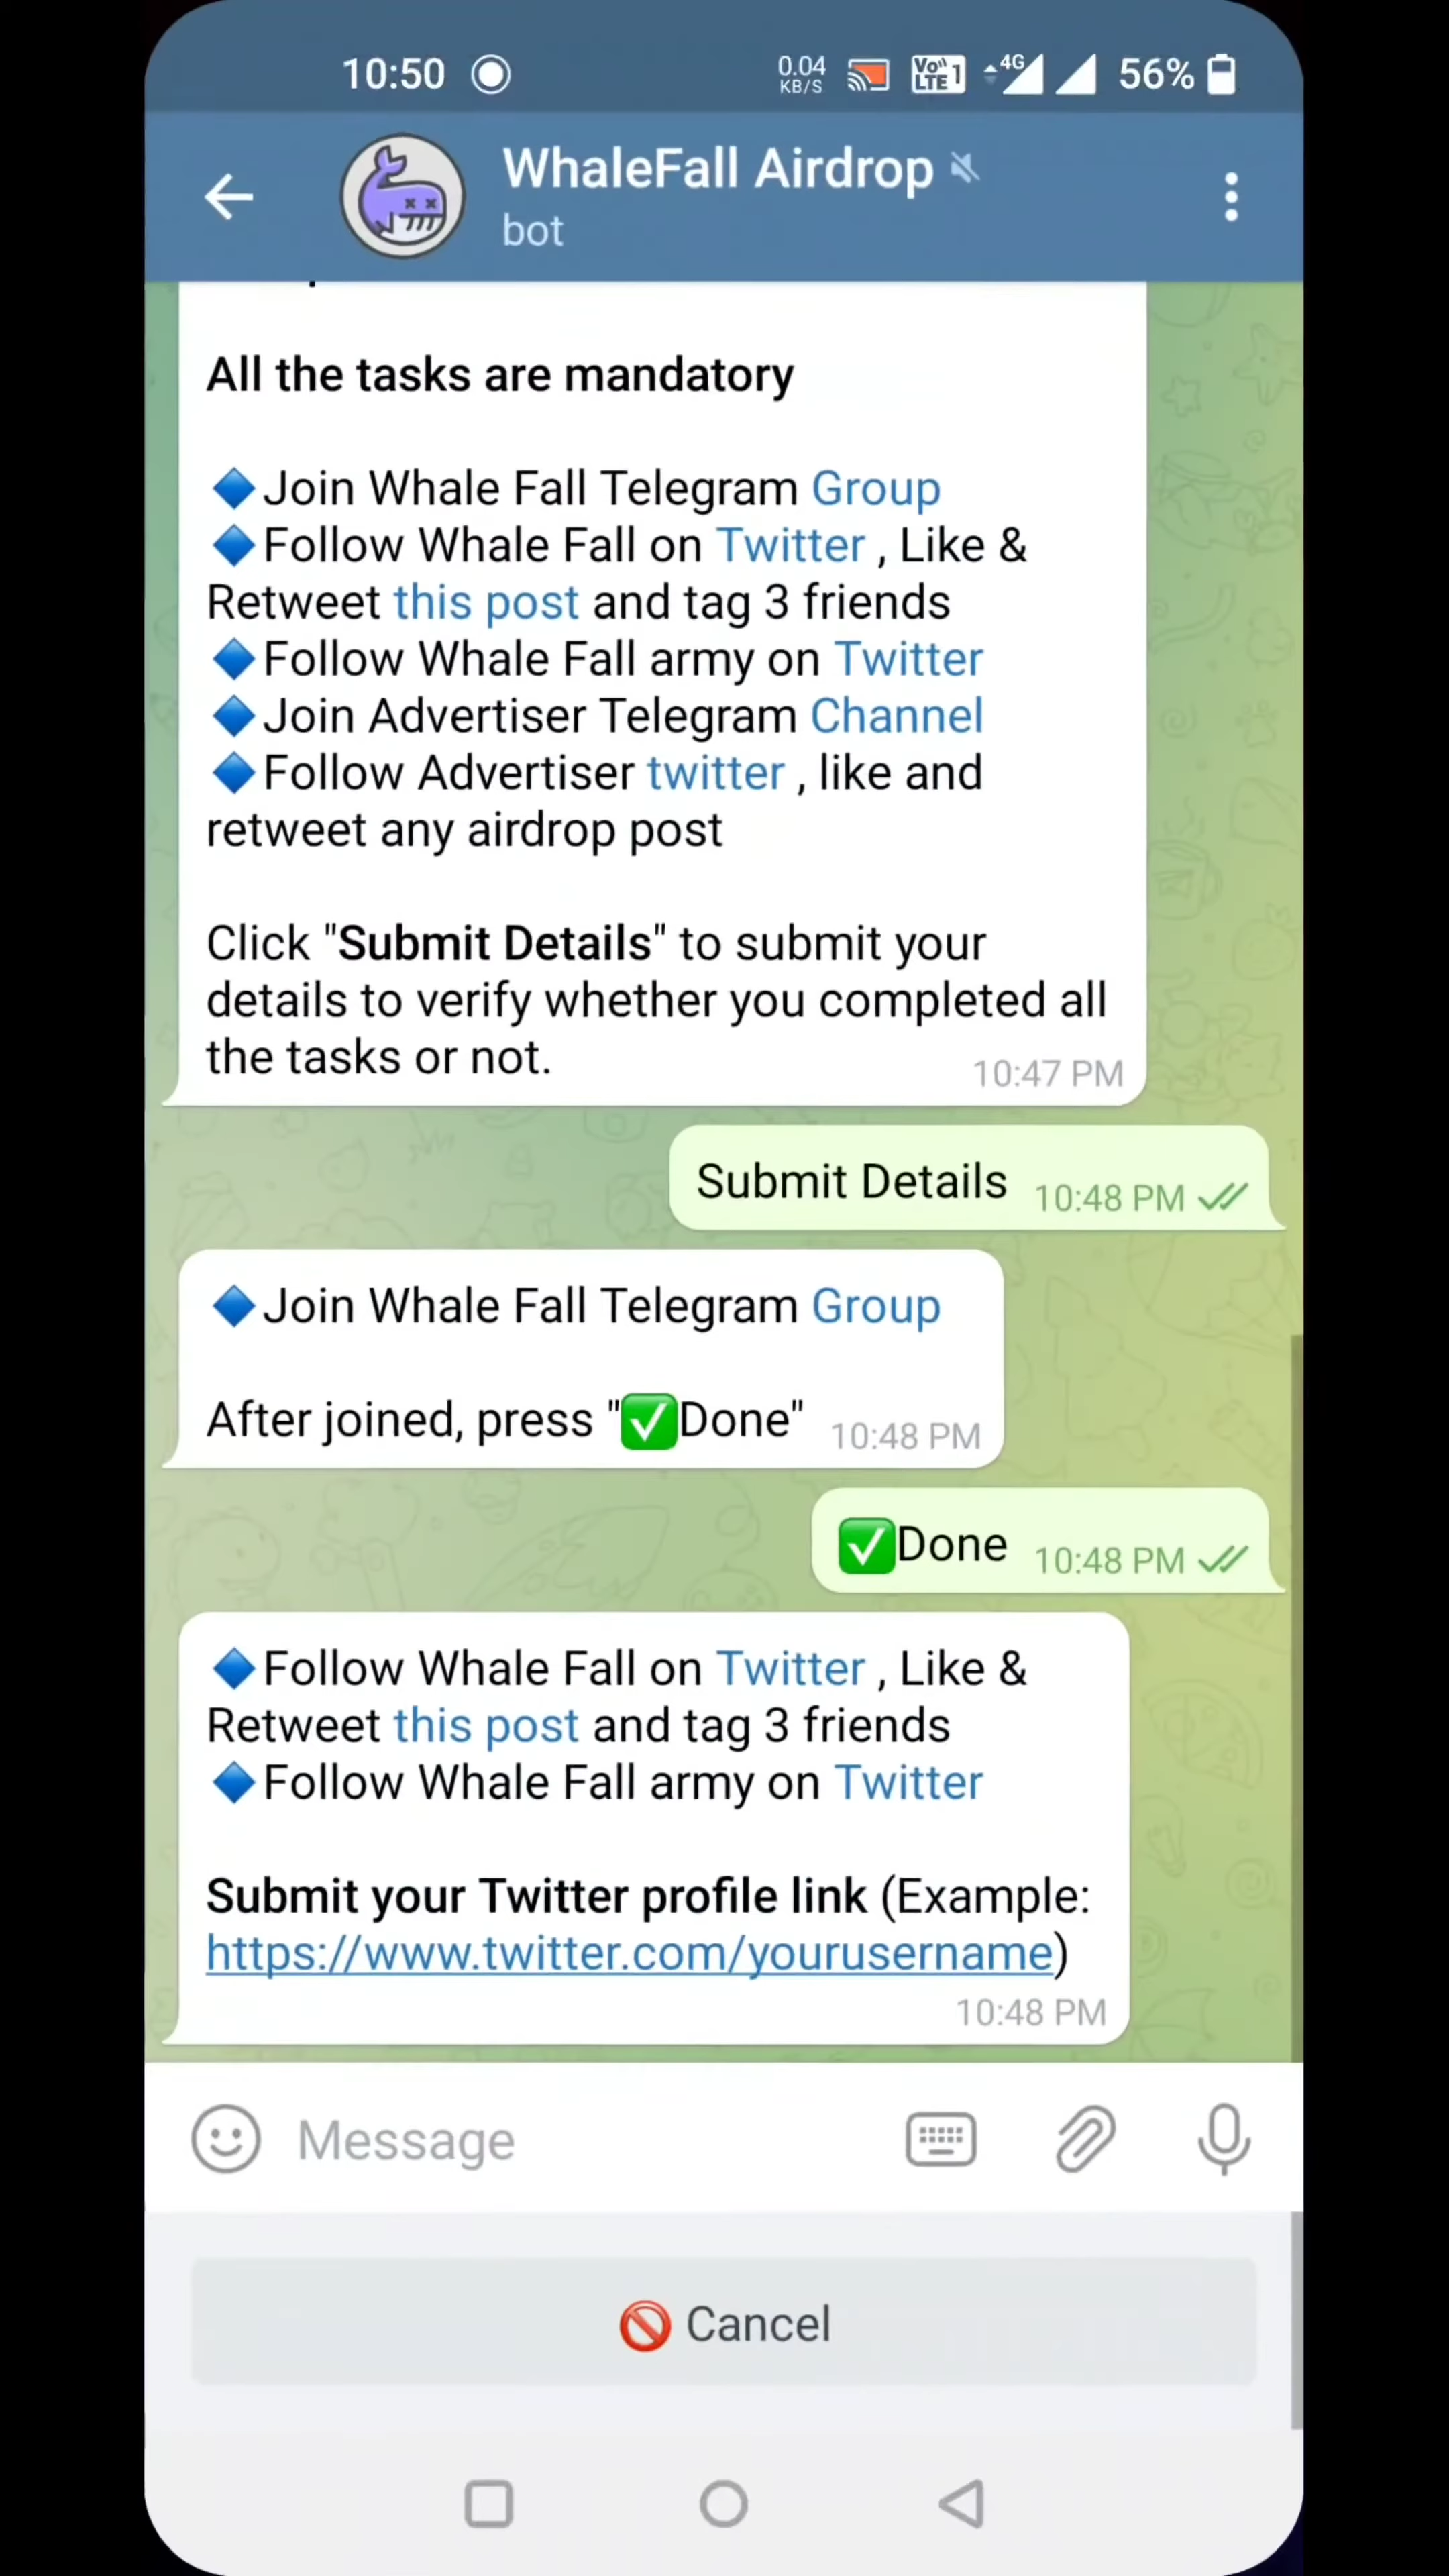 10:50 0.04 KB/S Vo)) LTE 1 4G 56%
WhaleFall Airdrop
bot
All the tasks are mandatory
🔷Join Whale Fall Telegram Group
🔷Follow Whale Fall on Twitter , Like &
Retweet this post and tag 3 friends
🔷Follow Whale Fall army on Twitter
🔷Join Advertiser Telegram Channel
🔷Follow Advertiser twitter , like and
retweet any airdrop post
Click "Submit Details" to submit your
details to verify whether you completed all
the tasks or not. 10:47 PM
Submit Details 10:48 PM
🔷Join Whale Fall Telegram Group
After joined, press "✅Done" 10:48 PM
✅Done 10:48 PM
🔷Follow Whale Fall on Twitter , Like &
Retweet this post and tag 3 friends
🔷Follow Whale Fall army on Twitter
Submit your Twitter profile link (Example:
https://www.twitter.com/yourusername)
10:48 PM
Message
🚫 Cancel